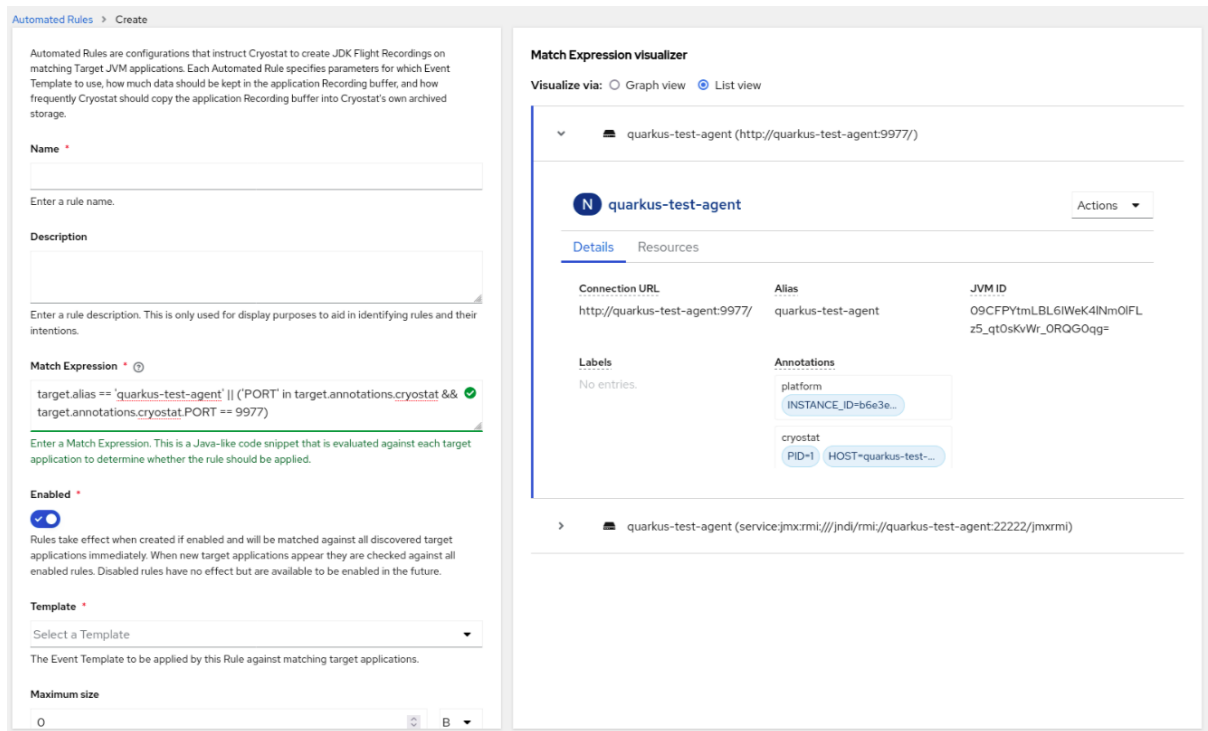 Automated Rules > Create
Automated Rules are configurations that instruct Cryostat to create JDK Flight Recordings on
matching Target JVM applications. Each Automated Rule specifies parameters for which Event
Template to use, how much data should be kept in the application Recording buffer, and how
frequently Cryostat should copy the application Recording buffer into Cryostat's own archived
storage.
Name *
Enter a rule name.
Description
Enter a rule description. This is only used for display purposes to aid in identifying rules and their
intentions.
Match Expression *
target.alias == 'quarkus-test-agent' || ('PORT' in target.annotations.cryostat &&
target.annotations.cryostat.PORT == 9977)
Enter a Match Expression. This is a Java-like code snippet that is evaluated against each target
application to determine whether the rule should be applied.
Enabled *
Rules take effect when created if enabled and will be matched against all discovered target
applications immediately. When new target applications appear they are checked against all
enabled rules. Disabled rules have no effect but are available to be enabled in the future.
Template *
Select a Template
The Event Template to be applied by this Rule against matching target applications.
Maximum size
0 B
Match Expression visualizer
Visualize via: Graph view List view
quarkus-test-agent (http://quarkus-test-agent:9977/)
N quarkus-test-agent
Actions
Details Resources
Connection URL
http://quarkus-test-agent:9977/
Alias
quarkus-test-agent
JVM ID
Labels
No entries.
Annotations
platform
INSTANCE_ID=b6e3e...
cryostat
PID=1 HOST=quarkus-test-...
quarkus-test-agent (service:jmx:rmi:///jndi/rmi://quarkus-test-agent:22222/jmxrmi)